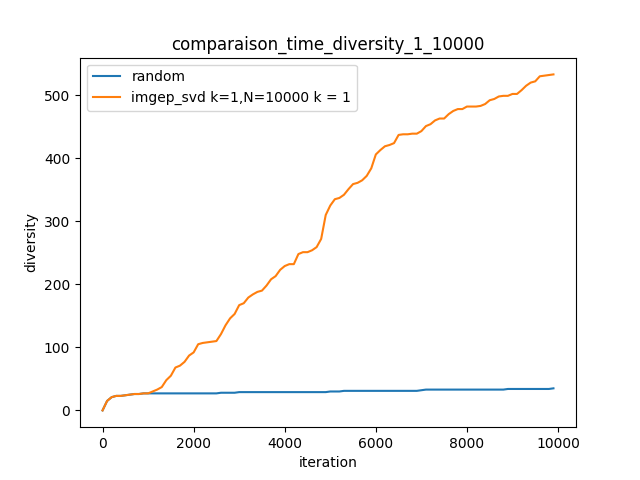 comparaison_time_diversity_1_10000
random
imgep_svd k=1,N=10000 k = 1
500
400
300
200
100
0
diversity
0 2000 4000 6000 8000 10000
iteration